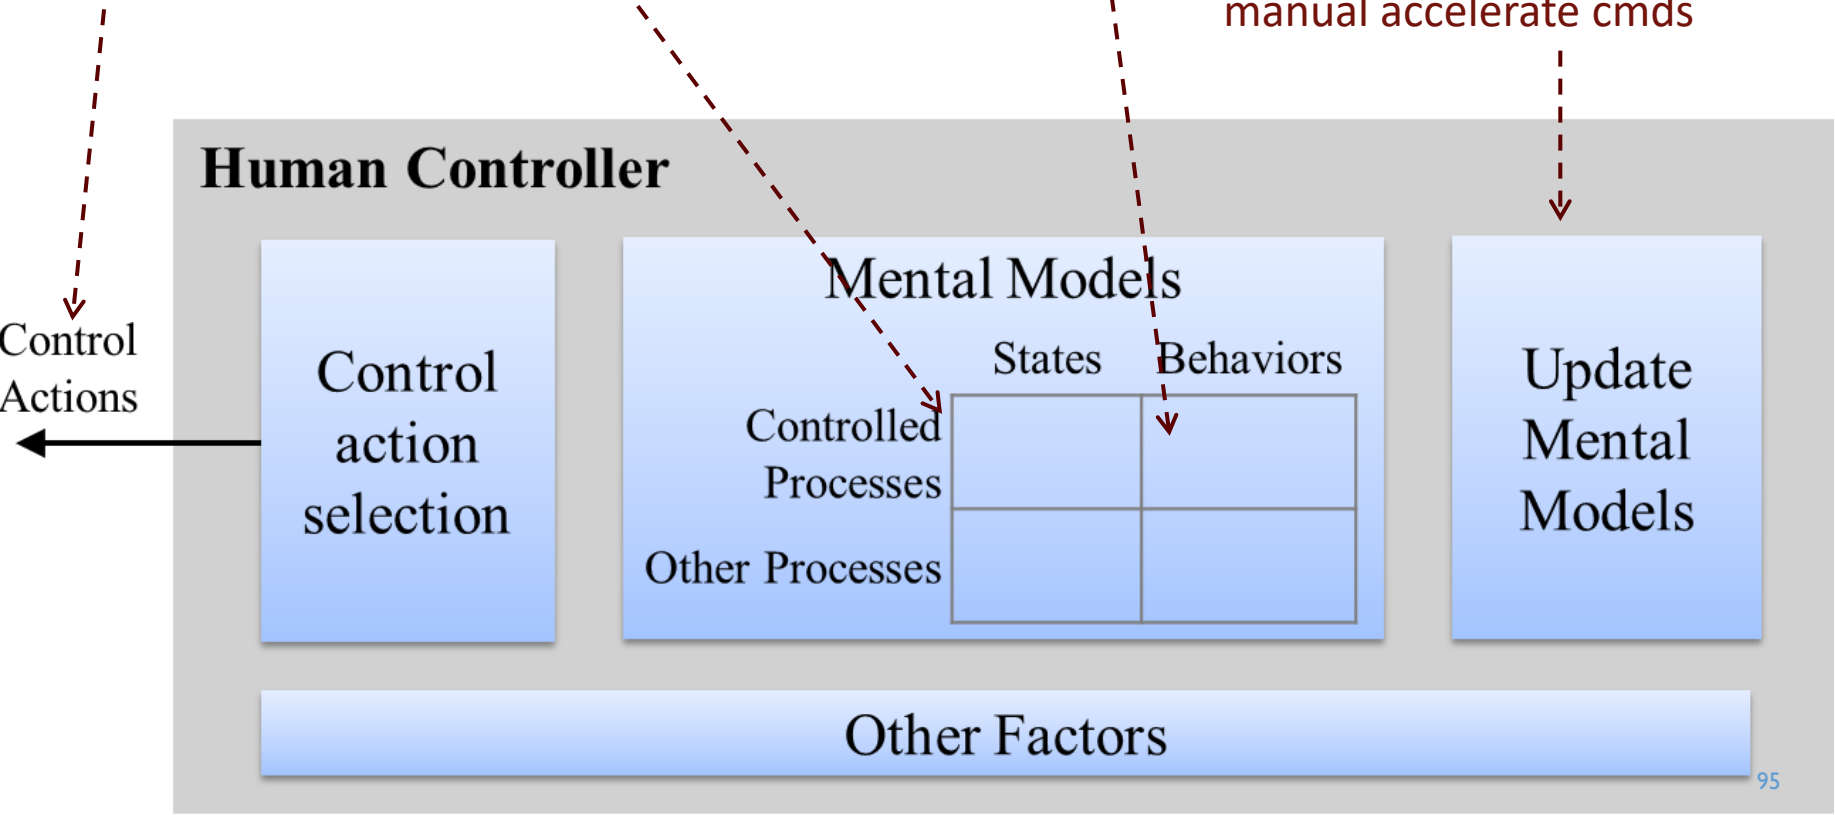 manual accelerate cmds
Human Controller
Control
Actions
Control
action
selection
Mental Models
States Behaviors
Controlled
Processes
Other Processes
Update
Mental
Models
Other Factors
95